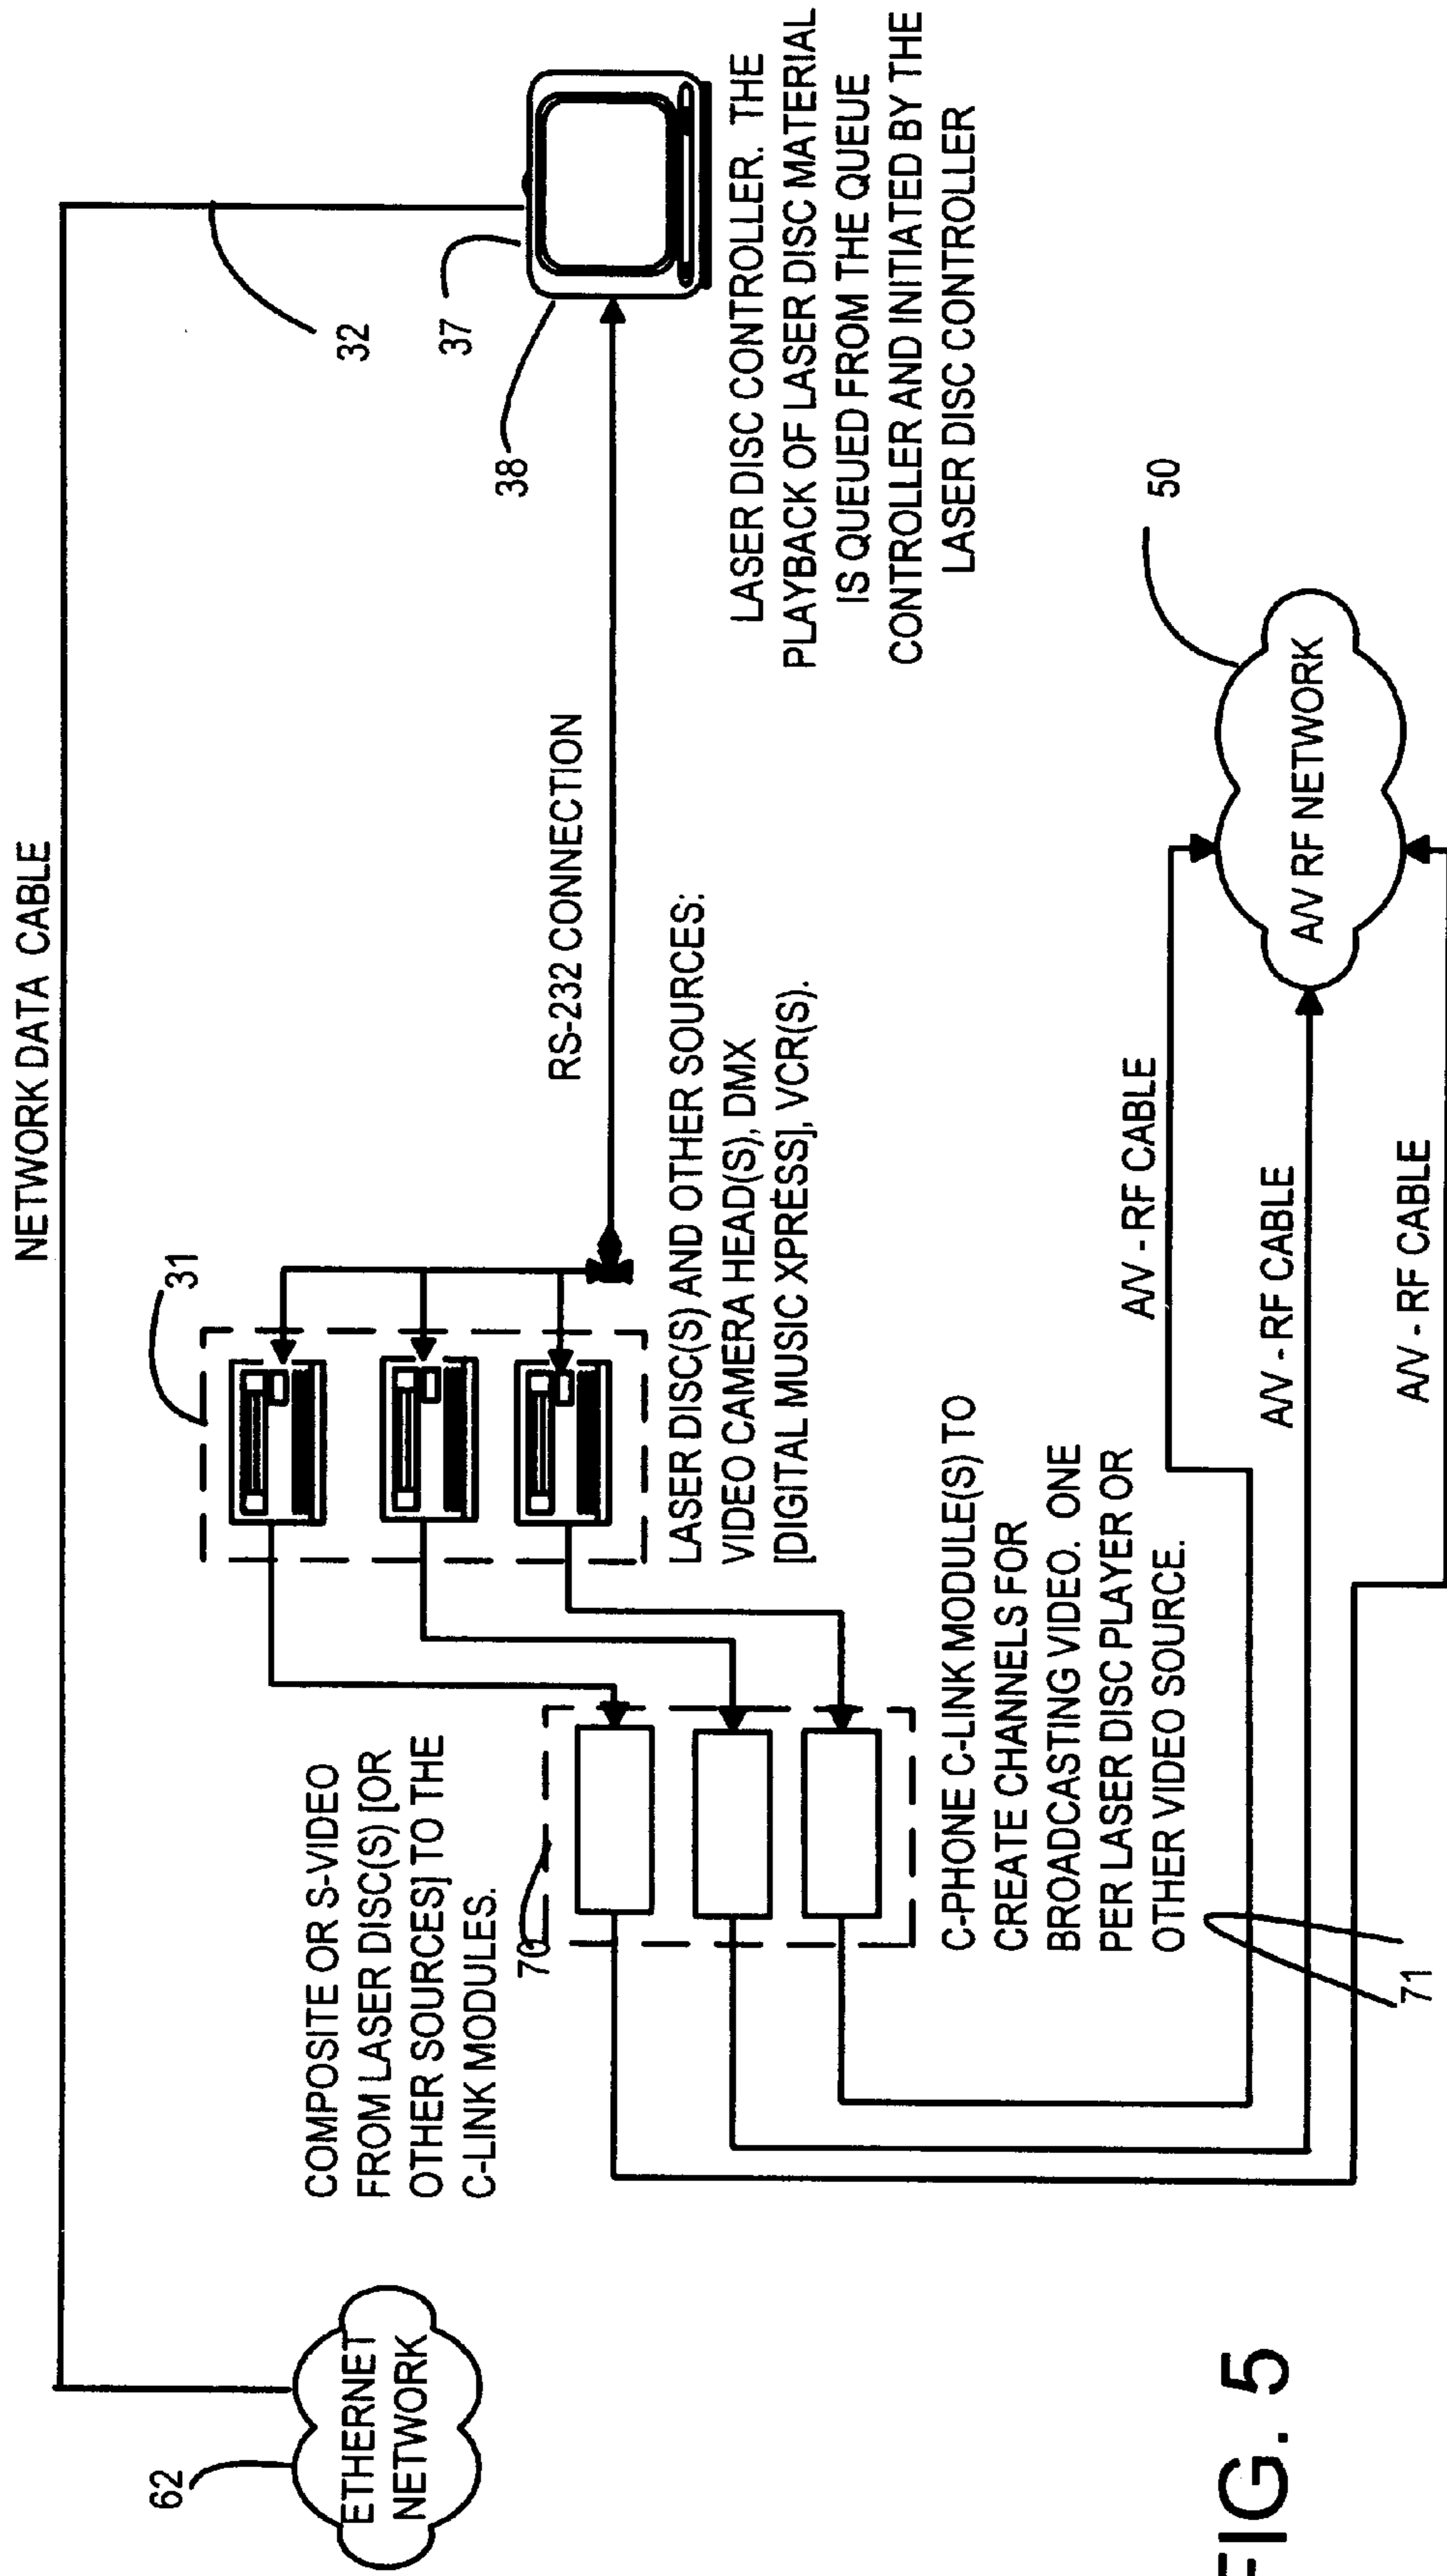 NETWORK DATA CABLE
62
ETHERNET
NETWORK
COMPOSITE OR S-VIDEO
FROM LASER DISC(S) [OR
OTHER SOURCES] TO THE
C-LINK MODULES.
70
31
RS-232 CONNECTION
32
37
38
LASER DISC CONTROLLER. THE
PLAYBACK OF LASER DISC MATERIAL
IS QUEUED FROM THE QUEUE
CONTROLLER AND INITIATED BY THE
LASER DISC CONTROLLER
LASER DISC(S) AND OTHER SOURCES:
VIDEO CAMERA HEAD(S), DMX
[DIGITAL MUSIC XPRESS], VCR(S).
C-PHONE C-LINK MODULE(S) TO
CREATE CHANNELS FOR
BROADCASTING VIDEO. ONE
PER LASER DISC PLAYER OR
OTHER VIDEO SOURCE.
71
A/V - RF CABLE
A/V - RF CABLE
A/V - RF CABLE
50
A/V RF NETWORK
FIG. 5